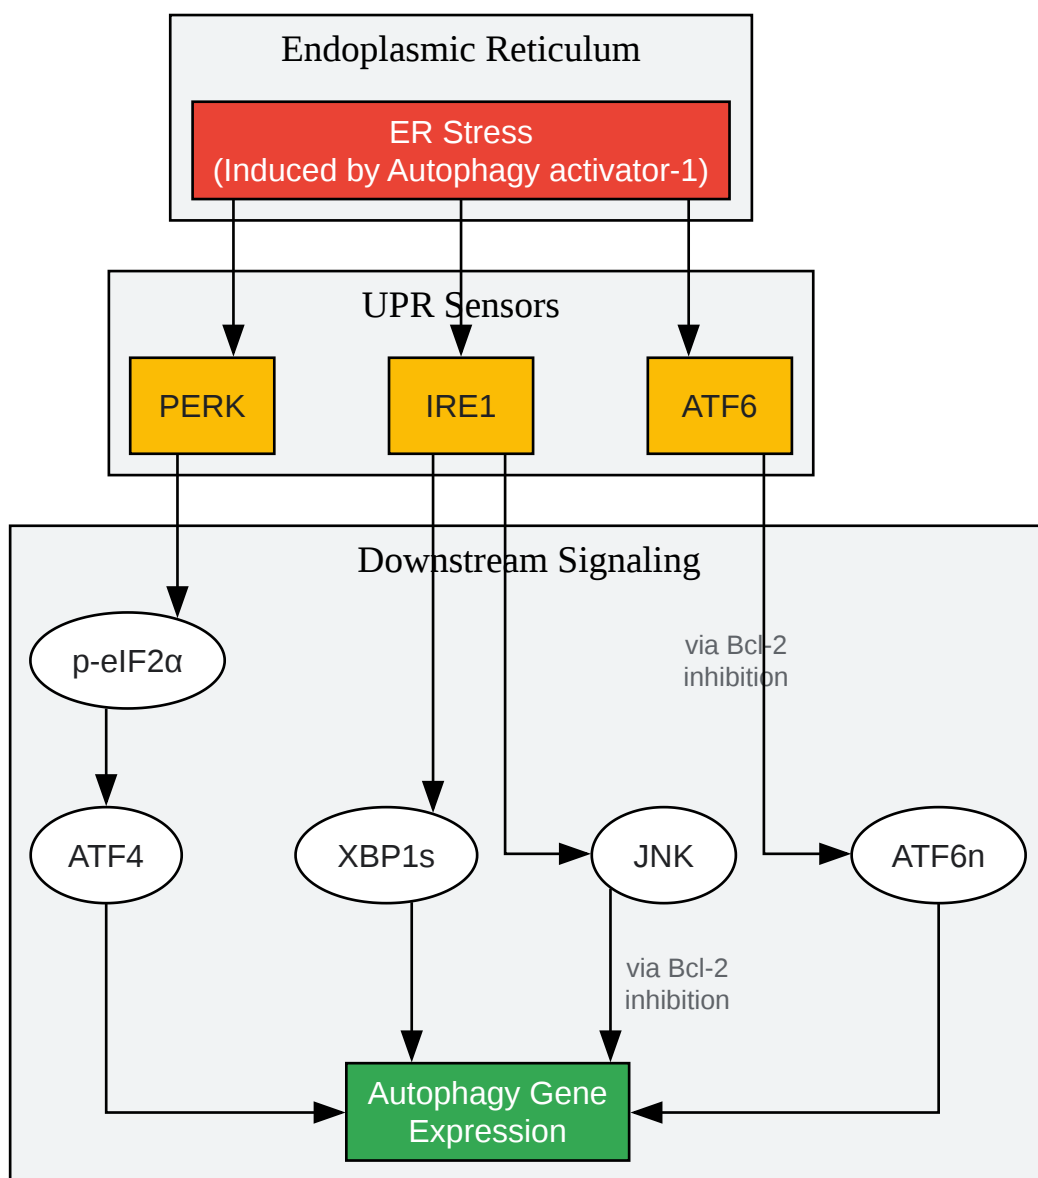 Endoplasmic Reticulum
ER Stress
(Induced by Autophagy activator-1)
UPR Sensors
PERK
IRE1
ATF6
Downstream Signaling
via Bcl-2
inhibition
p-eIF2α
ATF4
XBP1s
JNK
ATF6n
via Bcl-2
inhibition
Autophagy Gene
Expression